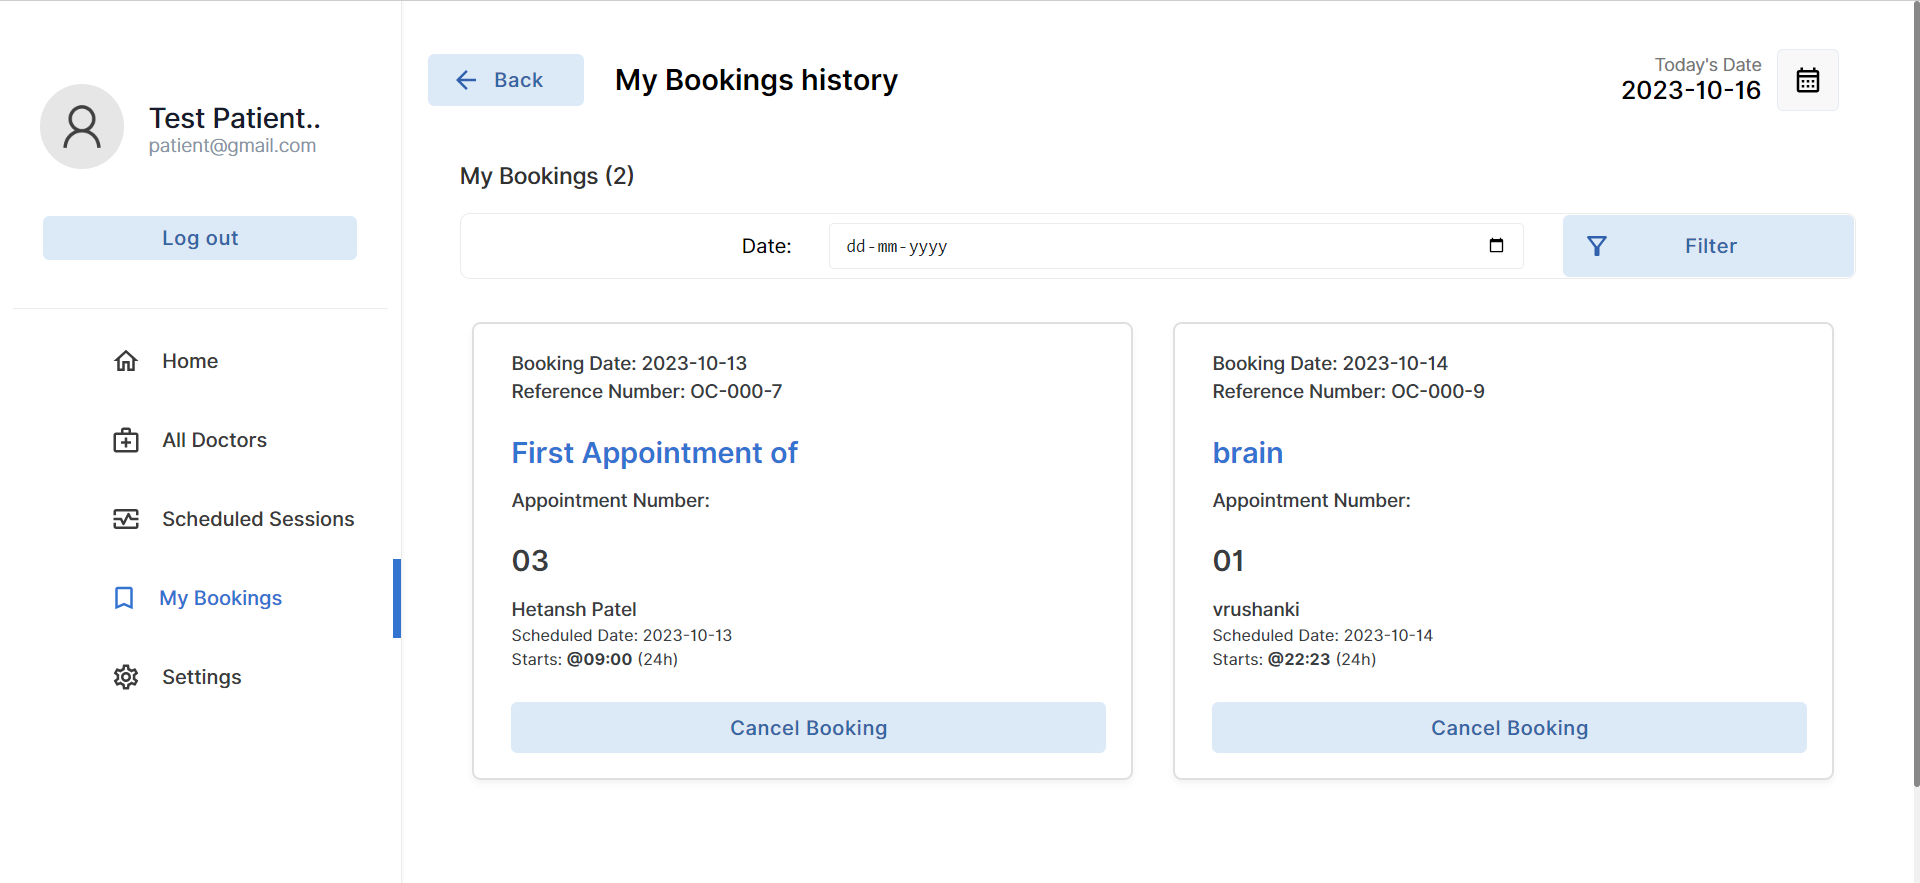 Test Patient..
patient@gmail.com
Log out
Home
All Doctors
Scheduled Sessions
My Bookings
Settings
Back
My Bookings history
Today's Date
2023-10-16
My Bookings (2)
Date:
dd-mm-yyyy
Filter
Booking Date: 2023-10-13
Reference Number: OC-000-7
First Appointment of
Appointment Number:
03
Hetansh Patel
Scheduled Date: 2023-10-13
Starts: @09:00 (24h)
Cancel Booking
Booking Date: 2023-10-14
Reference Number: OC-000-9
brain
Appointment Number:
01
vrushanki
Scheduled Date: 2023-10-14
Starts: @22:23 (24h)
Cancel Booking